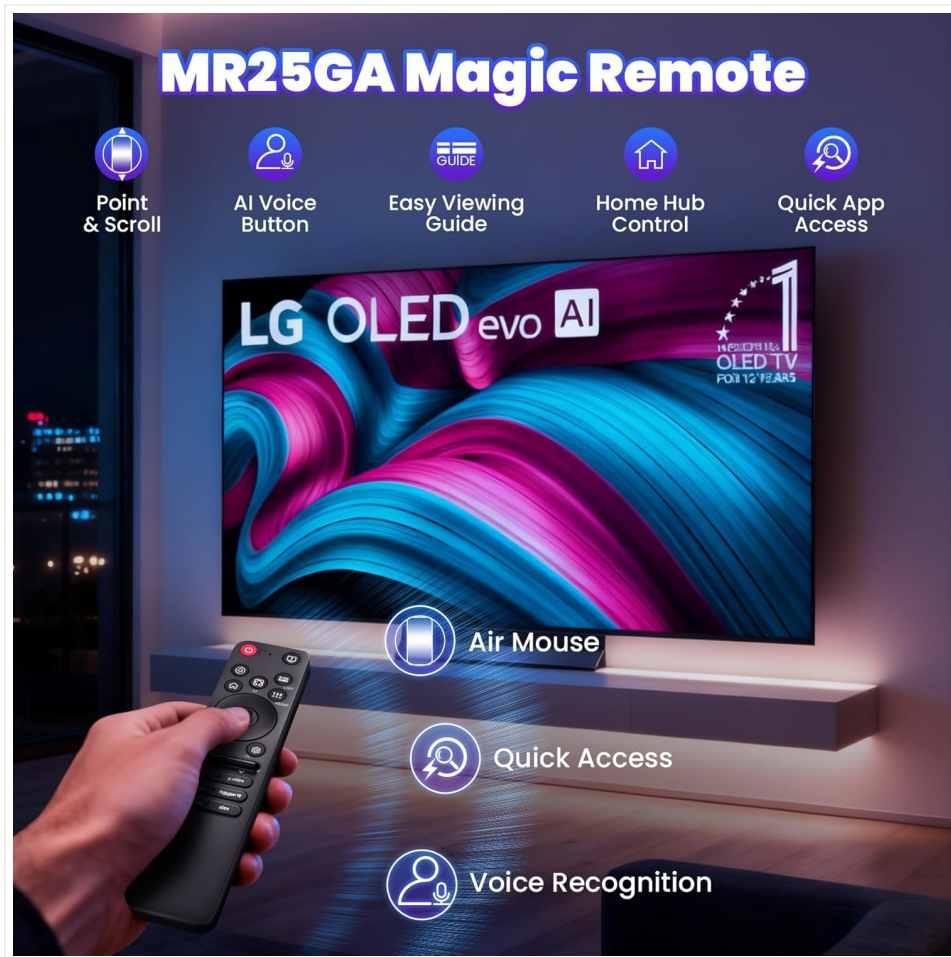 MR25GA Magic Remote
GUIDE
Point
& Scroll
AI Voice
Button
Easy Viewing
Guide
Home Hub
Control
Quick App
Access
LG OLED evo AI
1
OLED TV
Air Mouse
Quick Access
Voice Recognition